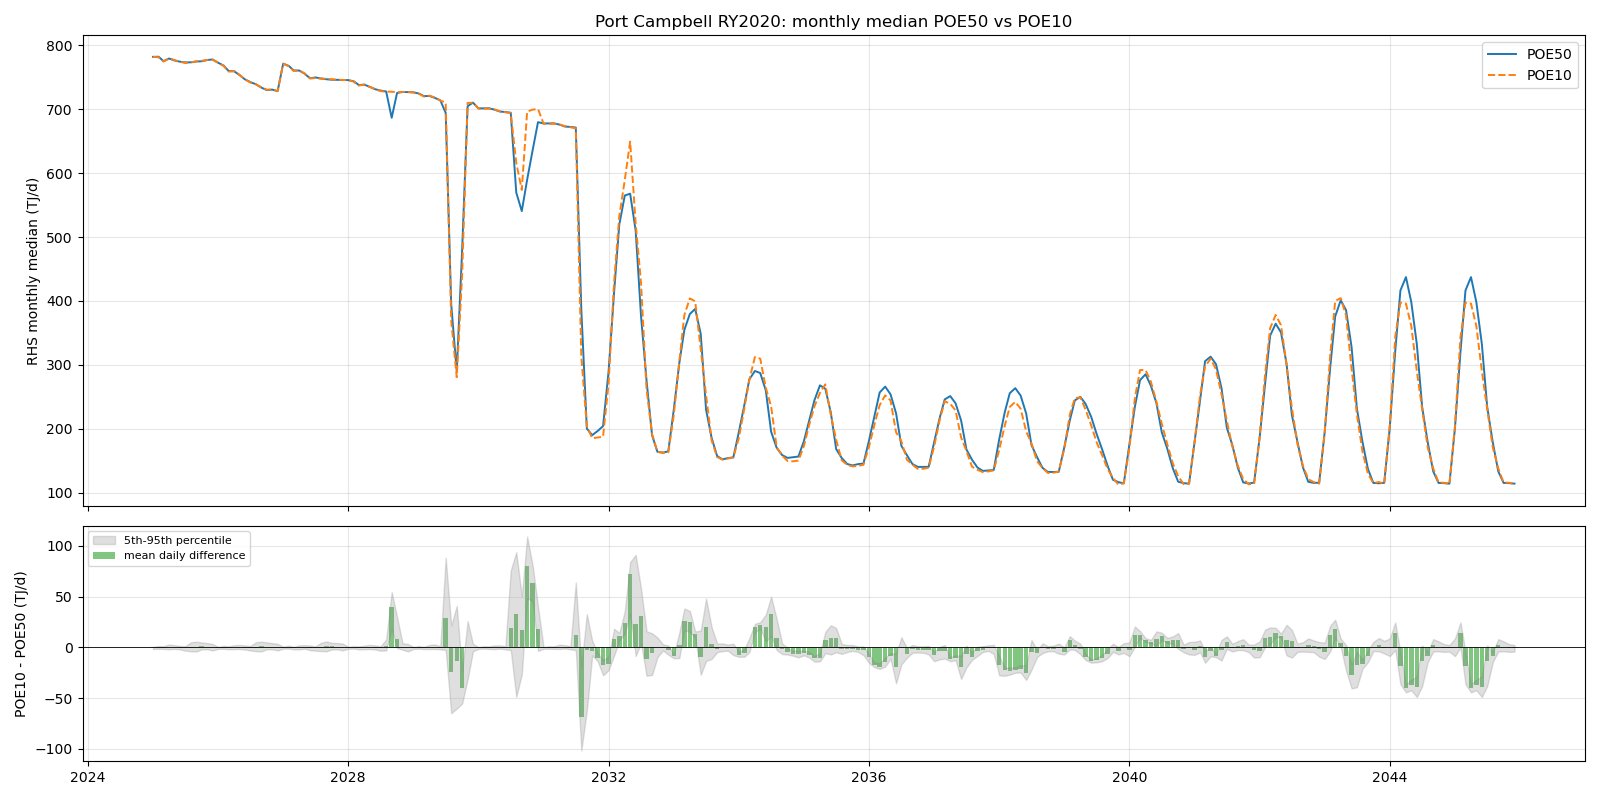 Port Campbell RY2020: monthly median POE50 vs POE10
RHS monthly median (TJ/d)
800
700
600
500
400
300
200
100
POE50
POE10
POE10 - POE50 (TJ/d)
100
50
0
−50
−100
5th-95th percentile
mean daily difference
2024
2028
2032
2036
2040
2044